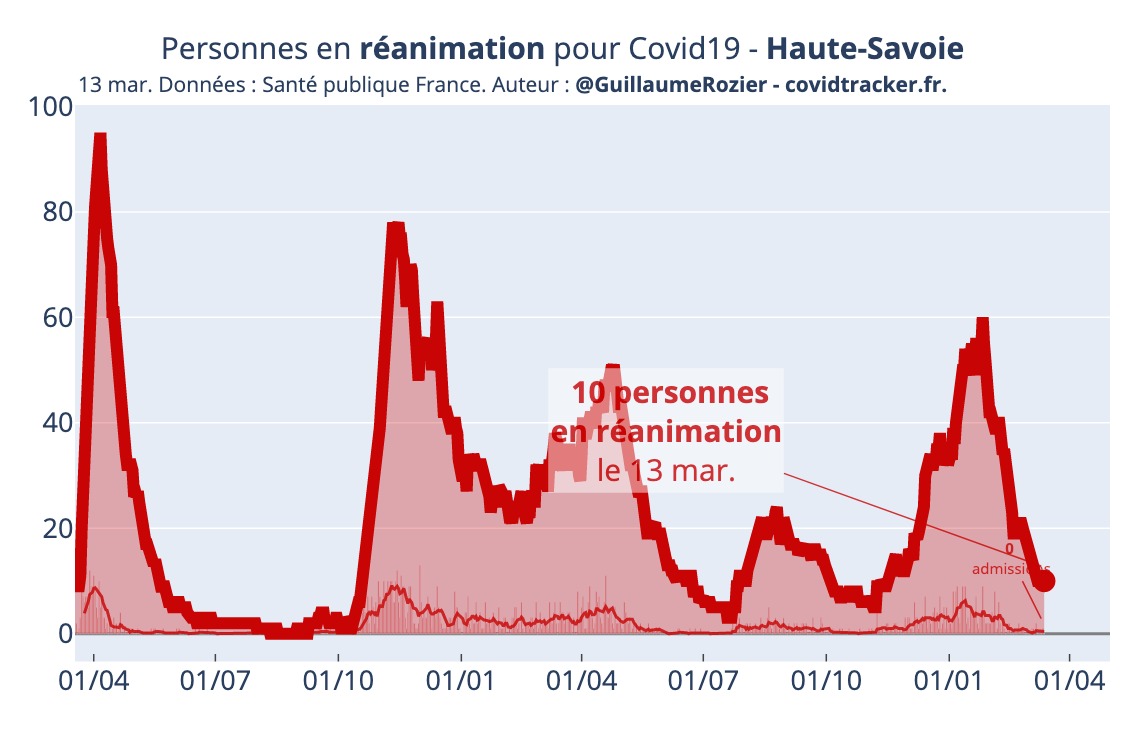 Personnes en réanimation pour Covid19 - Haute-Savoie
13 mar. Données : Santé publique France. Auteur : @GuillaumeRozier - covidtracker.fr.
100
80
60
40
20
0
10 personnes
en réanimation
le 13 mar.
0
admissions
01/04 01/07 01/10 01/01 01/04 01/07 01/10 01/01 01/04